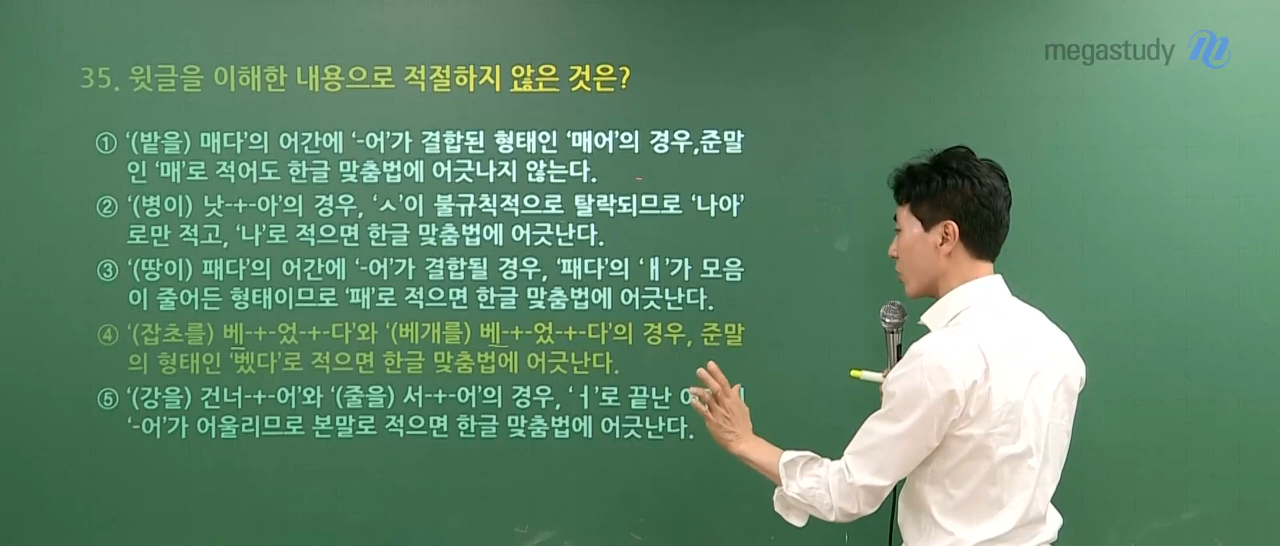 megastudy
35. 윗글을 이해한 내용으로 적절하지 않은 것은?
① '(밭을) 매다'의 어간에 '-어'가 결합된 형태인 '매어'의 경우,준말
인 '매'로 적어도 한글 맞춤법에 어긋나지 않는다.
② '(병이) 낫-+-아'의 경우, 'ㅅ'이 불규칙적으로 탈락되므로 '나아'
로만 적고, '나'로 적으면 한글 맞춤법에 어긋난다.
③ '(땅이) 패다'의 어간에 '-어'가 결합될 경우, '패다'의 'ㅐ'가 모음
이 줄어든 형태이므로 '패'로 적으면 한글 맞춤법에 어긋난다.
④ '(잡초를) 베-+-었-+-다'와 '(베개를) 베-+-었-+-다'의 경우, 준말
의 형태인 '벴다'로 적으면 한글 맞춤법에 어긋난다.
⑤ '(강을) 건너-+-어'와 '(줄을) 서-+-어'의 경우, 'ㅓ'로 끝난
'-어'가 어울리므로 본말로 적으면 한글 맞춤법에 어긋난다.